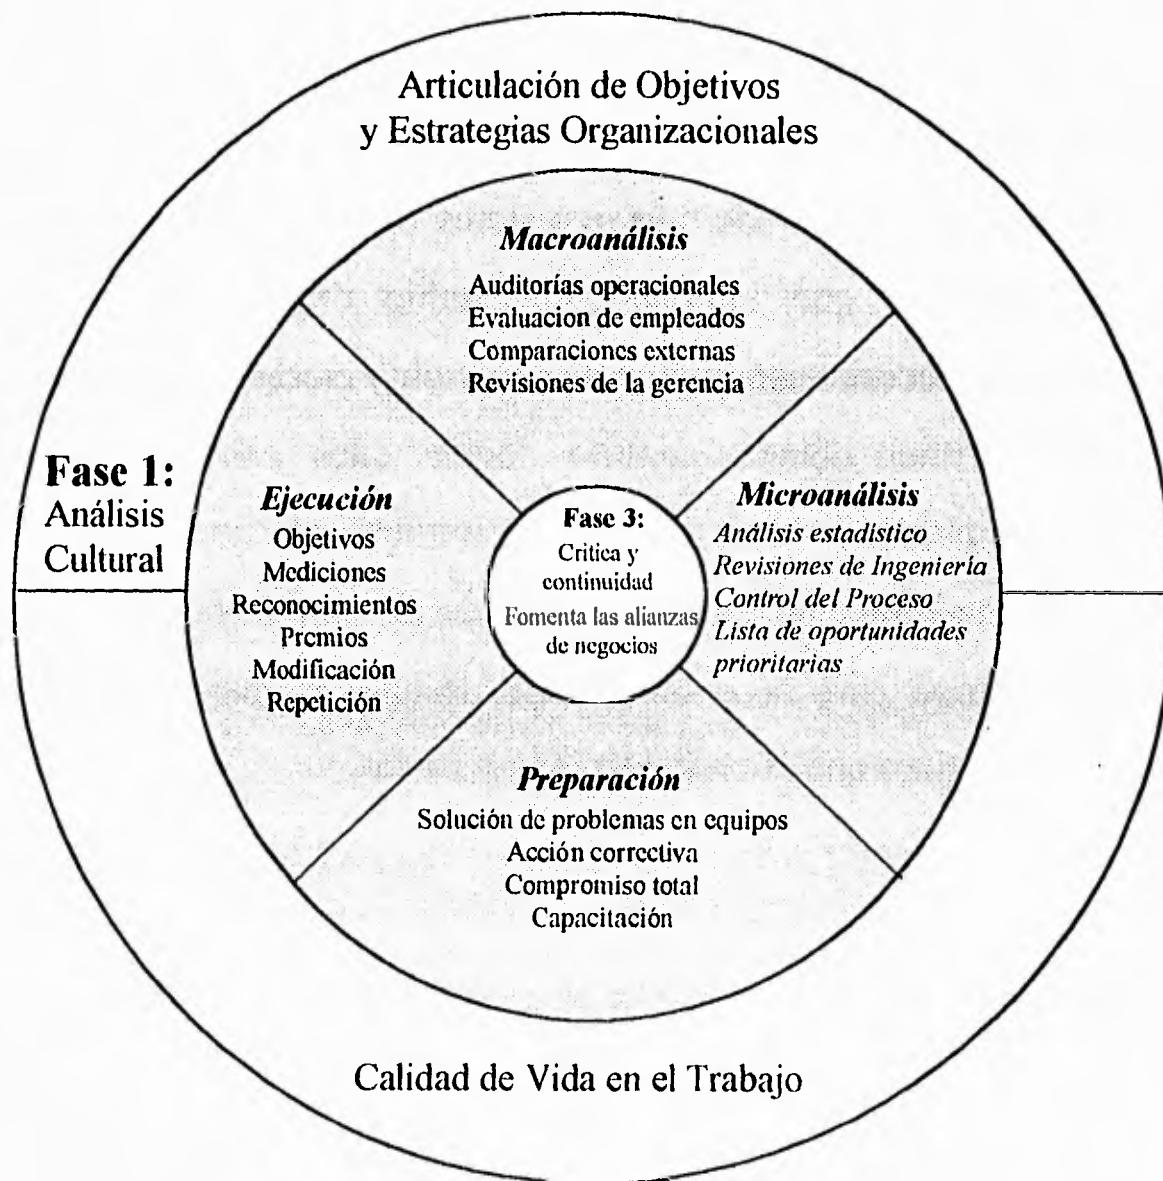 Articulación de Objetivos
y Estrategias Organizacionales
Macroanálisis
Auditorías operacionales
Evaluacion de empleados
Comparaciones externas
Revisiones de la gerencia
Fase 1:
Análisis
Cultural
Ejecución
Objetivos
Mediciones
Reconocimientos
Premios
Modificación
Repetición
Fase 3:
Critica y
continuidad
Fomenta las alianzas
de negocios
Microanálisis
Análisis estadístico
Revisiones de Ingeniería
Control del Proceso
Lista de oportunidades
prioritarias
Preparación
Solución de problemas en equipos
Acción correctiva
Compromiso total
Capacitación
Calidad de Vida en el Trabajo